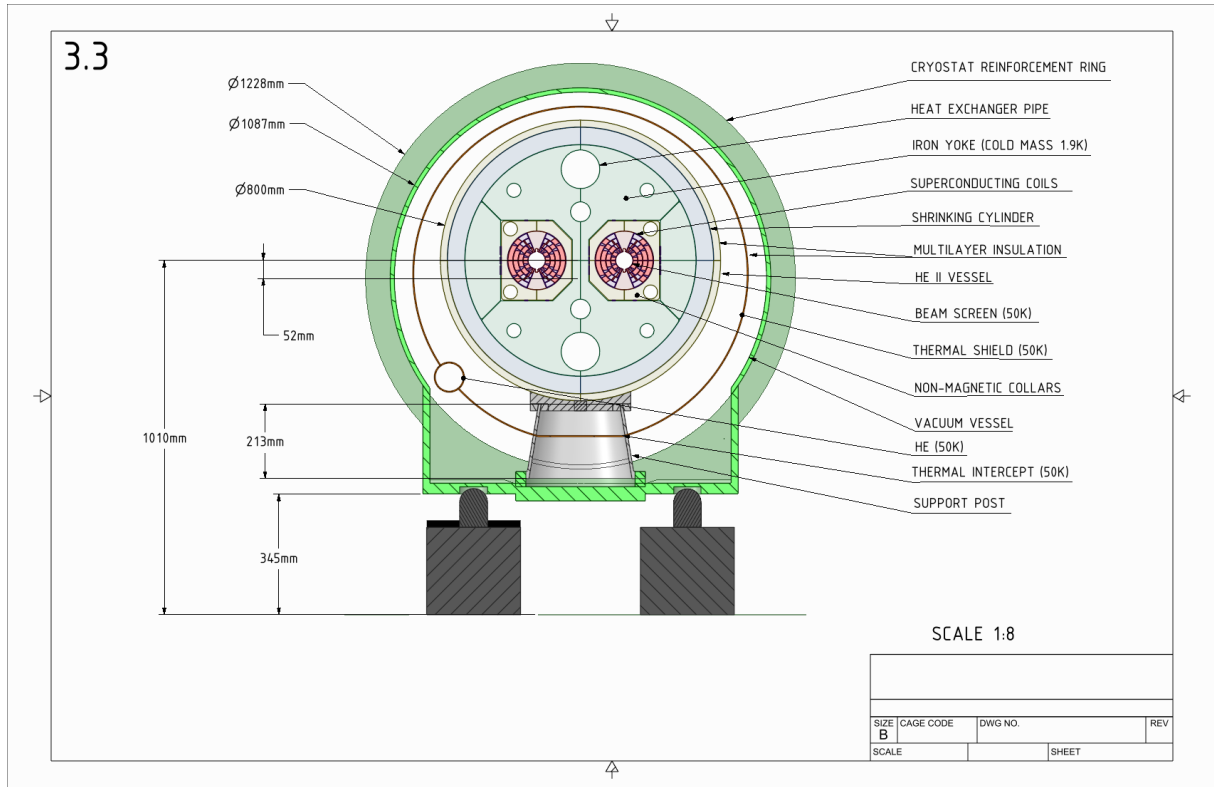 3.3
Ø1228mm
Ø1087mm
Ø800mm
52mm
1010mm
213mm
345mm
CRYOSTAT REINFORCEMENT RING
HEAT EXCHANGER PIPE
IRON YOKE (COLD MASS 1.9K)
SUPERCONDUCTING COILS
SHRINKING CYLINDER
MULTILAYER INSULATION
HE II VESSEL
BEAM SCREEN (50K)
THERMAL SHIELD (50K)
NON-MAGNETIC COLLARS
VACUUM VESSEL
HE (50K)
THERMAL INTERCEPT (50K)
SUPPORT POST
SCALE 1:8
SIZE CAGE CODE DWG NO. REV
B
SCALE SHEET